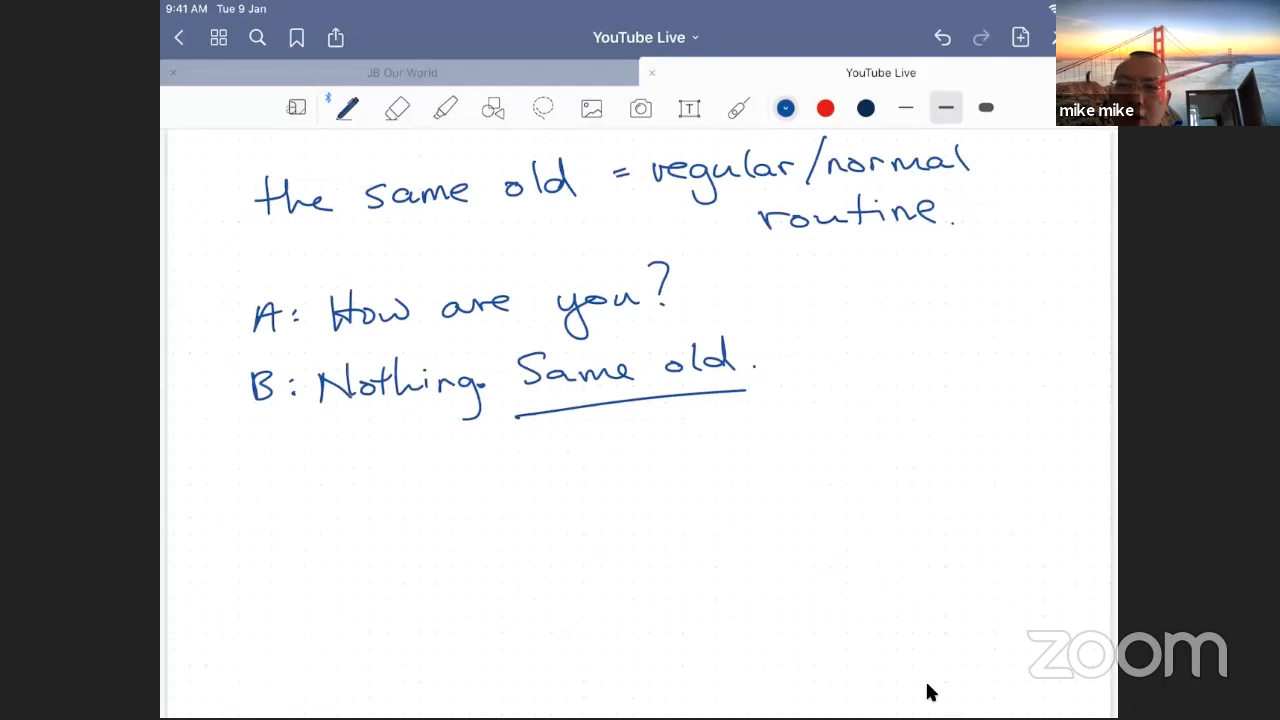 9:41 AM Tue 9 Jan
YouTube Live
JB Our World
YouTube Live
mike mike
the same old = regular/normal
routine.
A: How are you?
B: Nothing. Same old.
zoom